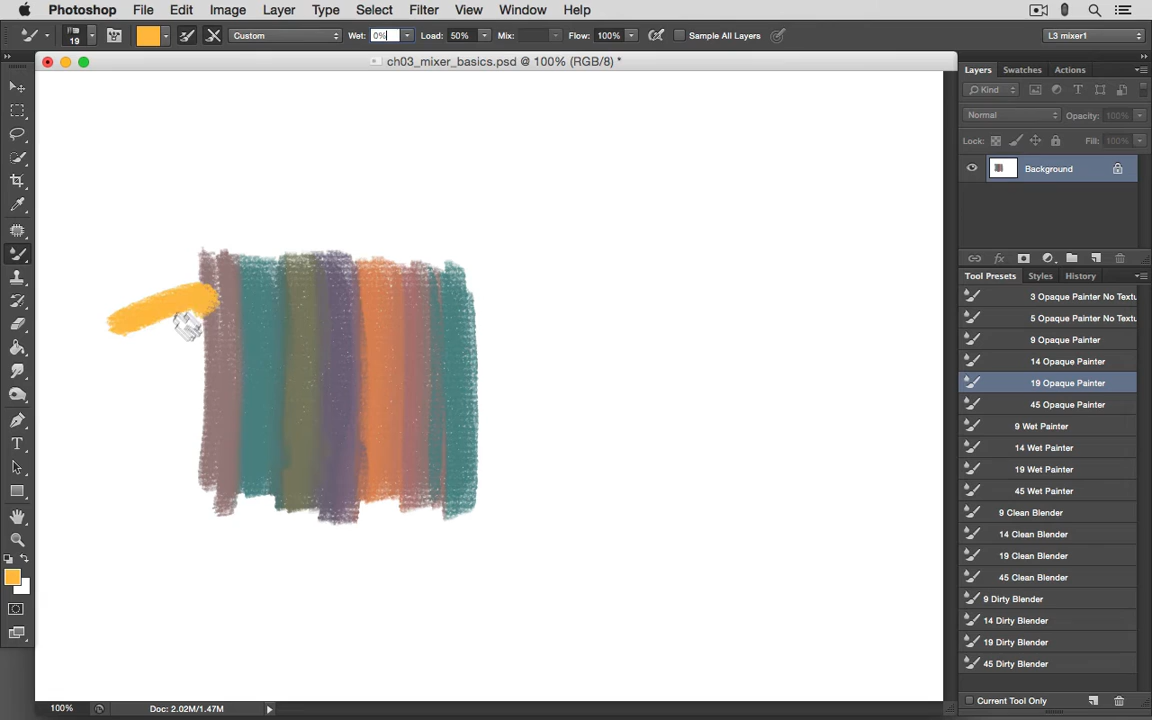 Photoshop File Edit Image Layer Type Select Filter View Window Help
19 Custom Wet: 0% Load: 50% Mix: Flow: 100% Sample All Layers L3 mixer1
ch03_mixer_basics.psd @ 100% (RGB/8) *
Layers Swatches Actions
Kind
Normal Opacity: 100%
Lock: Fill: 100%
Background
Tool Presets Styles History
3 Opaque Painter No Textu
5 Opaque Painter No Textu
9 Opaque Painter
14 Opaque Painter
19 Opaque Painter
45 Opaque Painter
9 Wet Painter
14 Wet Painter
19 Wet Painter
45 Wet Painter
9 Clean Blender
14 Clean Blender
19 Clean Blender
45 Clean Blender
9 Dirty Blender
14 Dirty Blender
19 Dirty Blender
45 Dirty Blender
Current Tool Only
100% Doc: 2.02M/1.47M